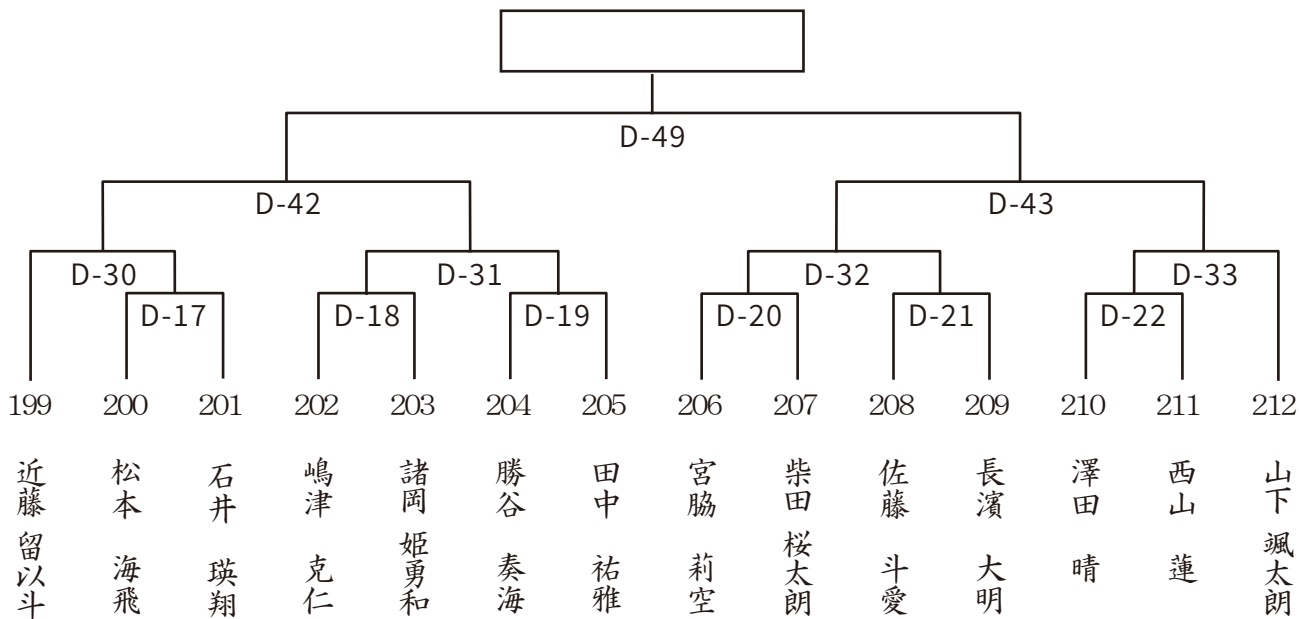 D-49
D-42
D-43
D-30
D-31
D-32
D-33
D-17
D-18
D-19
D-20
D-21
D-22
199
200
201
202
203
204
205
206
207
208
209
210
211
212
近藤 留以斗
松本 海飛
石井 瑛翔
嶋津 克仁
諸岡 姫勇和
勝谷 奏海
田中 祐雅
宮脇 莉空
柴田 桜太朗
佐藤 斗愛
長濱 大明
澤田 晴
西山 蓮
山下 颯太朗